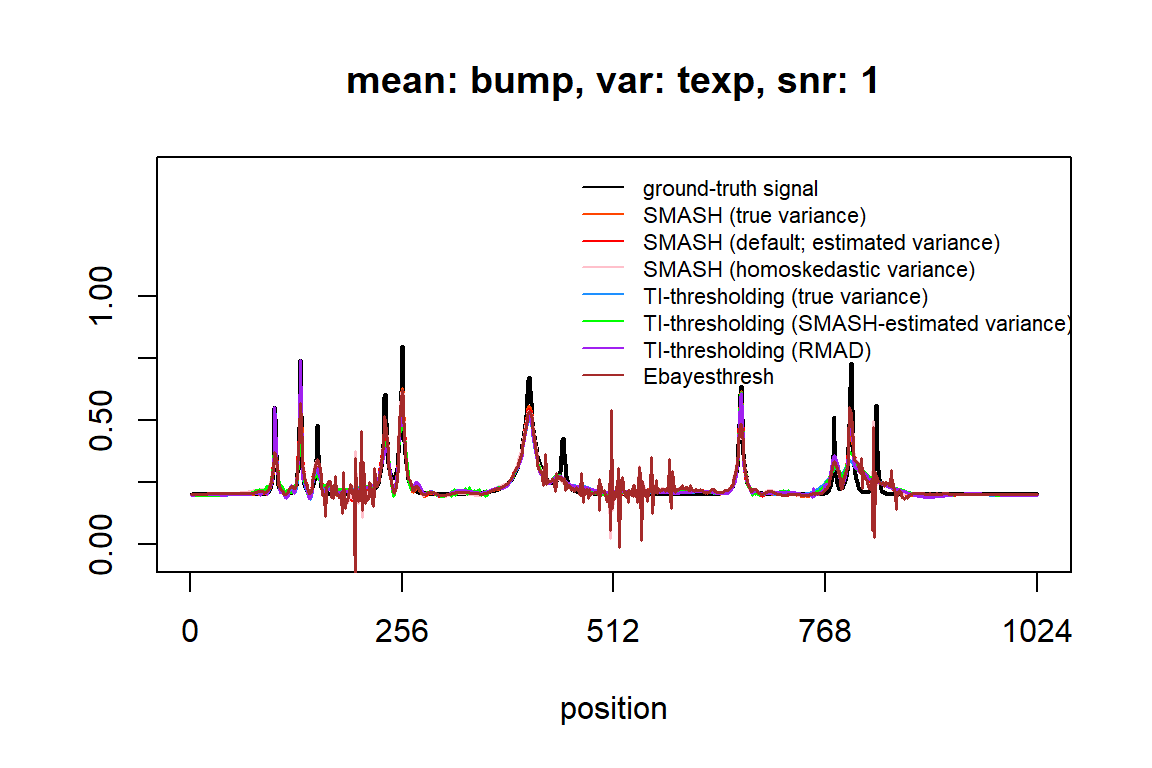 mean: bump, var: texp, snr: 1
ground-truth signal
SMASH (true variance)
SMASH (default; estimated variance)
SMASH (homoskedastic variance)
TI-thresholding (true variance)
TI-thresholding (SMASH-estimated variance)
TI-thresholding (RMAD)
Ebayesthresh
1.00
0.50
0.00
0 256 512 768 1024
position